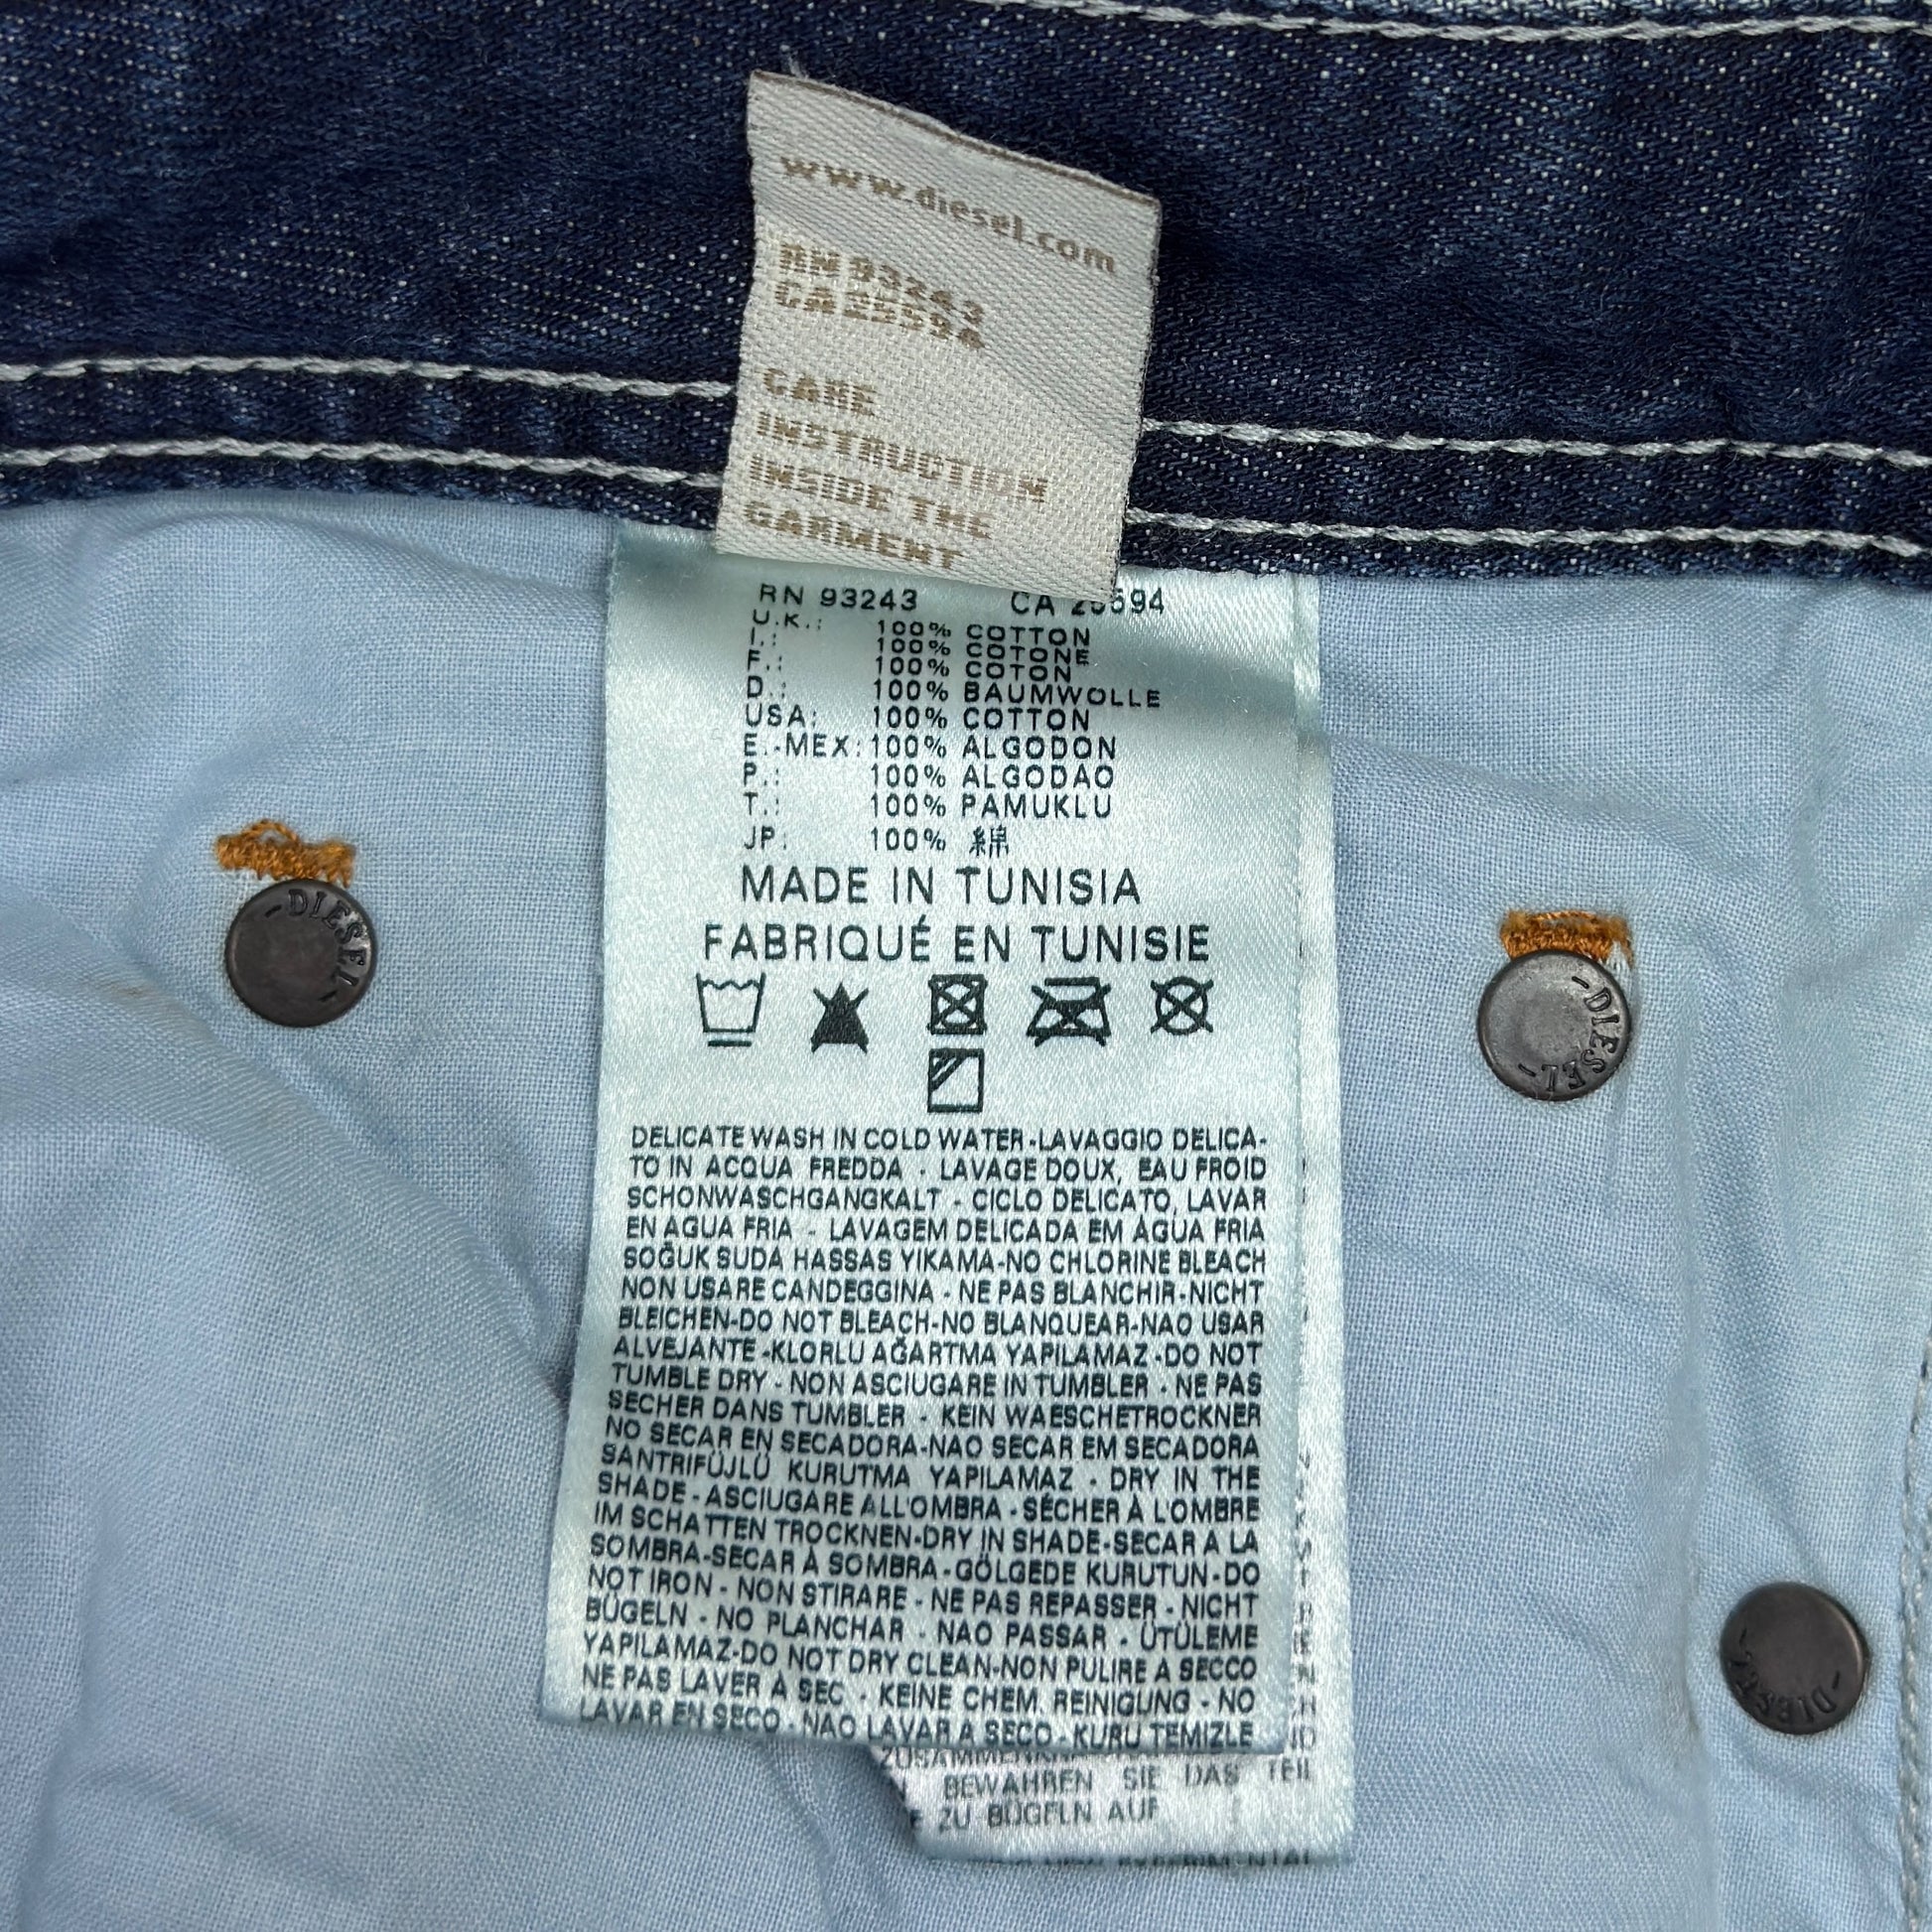 www.diesel.com
RN 93243
CA25594
CARE
INSTRUCTION
INSIDE THE
GARMENT
RN 93243 CA 25594
U.K.: 100% COTTON
I.: 100% COTONE
F.: 100% COTON
D.: 100% BAUMWOLLE
USA: 100% COTTON
E.-MEX: 100% ALGODON
P.: 100% ALGODAO
T.: 100% PAMUKLU
JP: 100% 綿
MADE IN TUNISIA
FABRIQUÉ EN TUNISIE
DELICATE WASH IN COLD WATER-LAVAGGIO DELICA-
TO IN ACQUA FREDDA - LAVAGE DOUX, EAU FROID
SCHONWASCHGANGKALT - CICLO DELICATO, LAVAR
EN AGUA FRIA - LAVAGEM DELICADA EM ÁGUA FRIA
SOĞUK SUDA HASSAS YIKAMA-NO CHLORINE BLEACH
NON USARE CANDEGGINA - NE PAS BLANCHIR-NICHT
BLEICHEN-DO NOT BLEACH-NO BLANQUEAR-NAO USAR
ALVEJANTE-KLORLU AĞARTMA YAPILAMAZ-DO NOT
TUMBLE DRY - NON ASCIUGARE IN TUMBLER - NE PAS
SECHER DANS TUMBLER - KEIN WAESCHETROCKNER
NO SECAR EN SECADORA-NAO SECAR EM SECADORA
SANTRIFÜJLÜ KURUTMA YAPILAMAZ - DRY IN THE
SHADE-ASCIUGARE ALL'OMBRA - SÉCHER À L'OMBRE
IM SCHATTEN TROCKNEN-DRY IN SHADE-SECAR A LA
SOMBRA-SECAR À SOMBRA-GÖLGEDE KURUTUN-DO
NOT IRON - NON STIRARE - NE PAS REPASSER - NICHT
BÜGELN - NO PLANCHAR - NAO PASSAR - ÜTÜLEME
YAPILAMAZ-DO NOT DRY CLEAN-NON PULIRE A SECCO
NE PAS LAVER À SEC - KEINE CHEM. REINIGUNG - NO
LAVAR EN SECO - NAO LAVAR A SECO - KURU TEMIZLE
BEWAHREN SIE DAS TEIL
ZU BÜGELN AUF
DIESEL
DIESEL
DIESEL